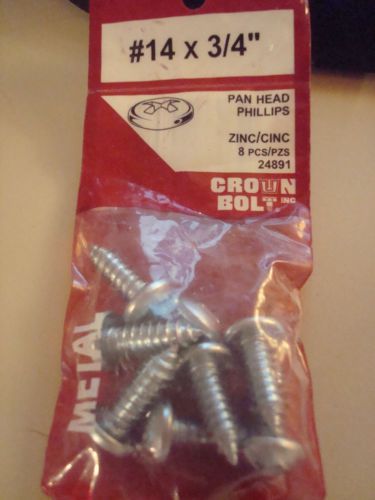 #14 x 3/4"
PAN HEAD
PHILLIPS
ZINC/CINC
8 PCS/PZS
24891
CROWN
BOLT INC
METAL